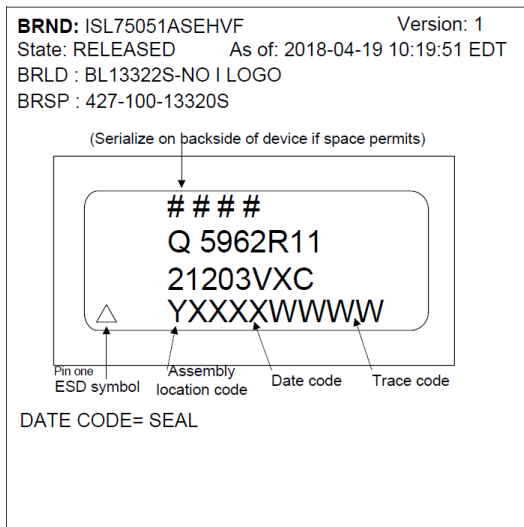 BRND: ISL75051ASEHVF Version: 1
State: RELEASED As of: 2018-04-19 10:19:51 EDT
BRLD : BL13322S-NO I LOGO
BRSP : 427-100-13320S
(Serialize on backside of device if space permits)
# # # #
Q 5962R11
21203VXC
YXXXXWWWW
Pin one
ESD symbol
Assembly
location code
Date code
Trace code
DATE CODE= SEAL